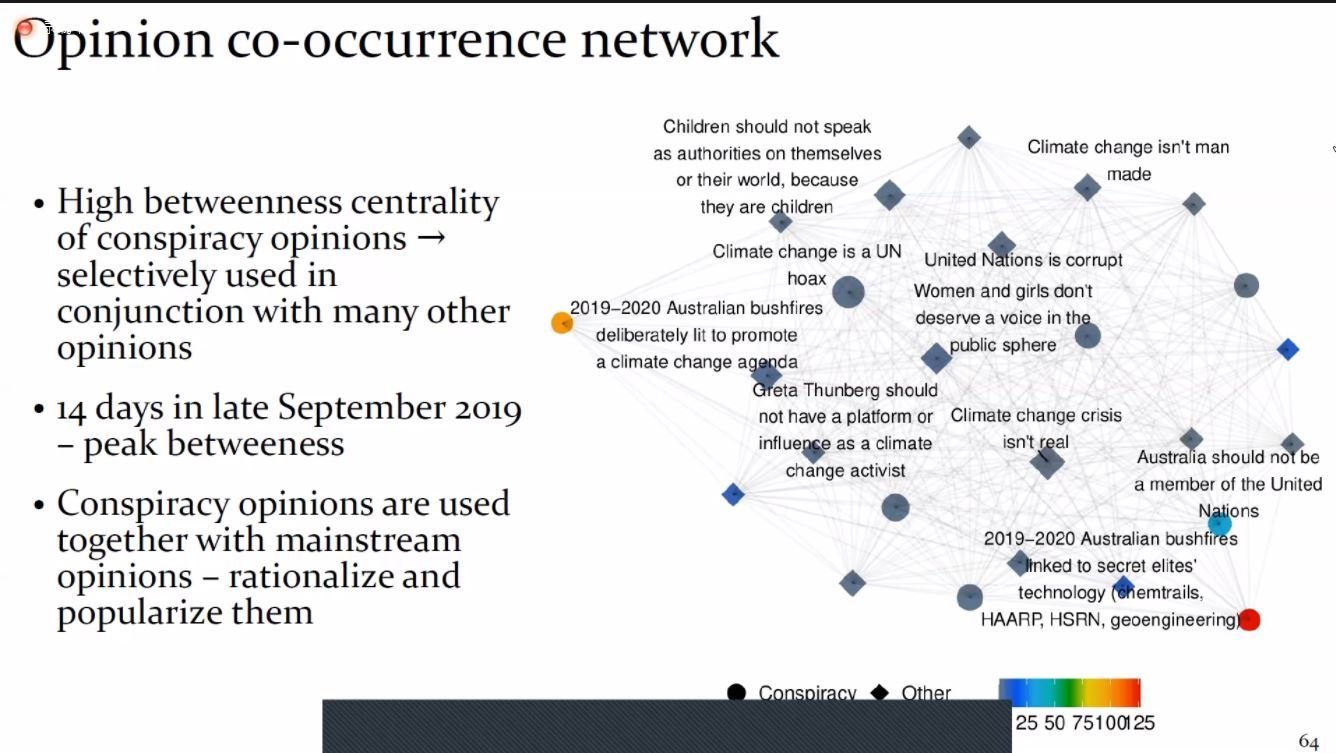 Opinion co-occurrence network
• High betweenness centrality
of conspiracy opinions →
selectively used in
conjunction with many other
opinions
• 14 days in late September 2019
– peak betweeness
• Conspiracy opinions are used
together with mainstream
opinions – rationalize and
popularize them
Children should not speak
as authorities on themselves
or their world, because
they are children
Climate change isn't man
made
Climate change is a UN
hoax
United Nations is corrupt
Women and girls don't
deserve a voice in the
public sphere
2019–2020 Australian bushfires
deliberately lit to promote
a climate change agenda
Greta Thunberg should
not have a platform or
influence as a climate
change activist
Climate change crisis
isn't real
Australia should not be
a member of the United
Nations
2019–2020 Australian bushfires
linked to secret elites'
technology (chemtrails,
HAARP, HSRN, geoengineering)
Conspiracy Other
25 50 75 100 125
64